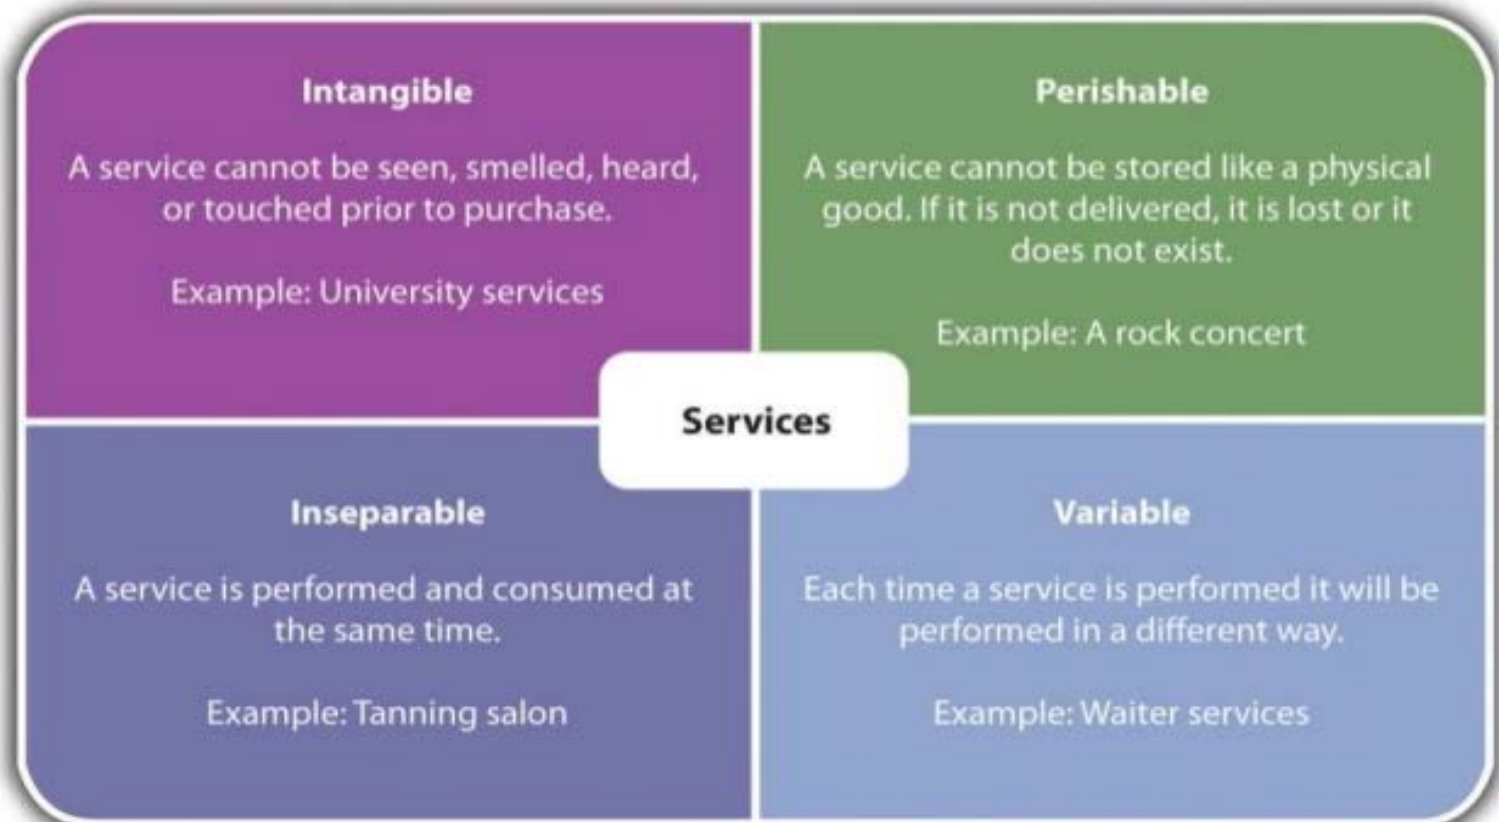 Intangible
A service cannot be seen, smelled, heard,
or touched prior to purchase.
Example: University services
Perishable
A service cannot be stored like a physical
good. If it is not delivered, it is lost or it
does not exist.
Example: A rock concert
Services
Inseparable
A service is performed and consumed at
the same time.
Example: Tanning salon
Variable
Each time a service is performed it will be
performed in a different way.
Example: Waiter services